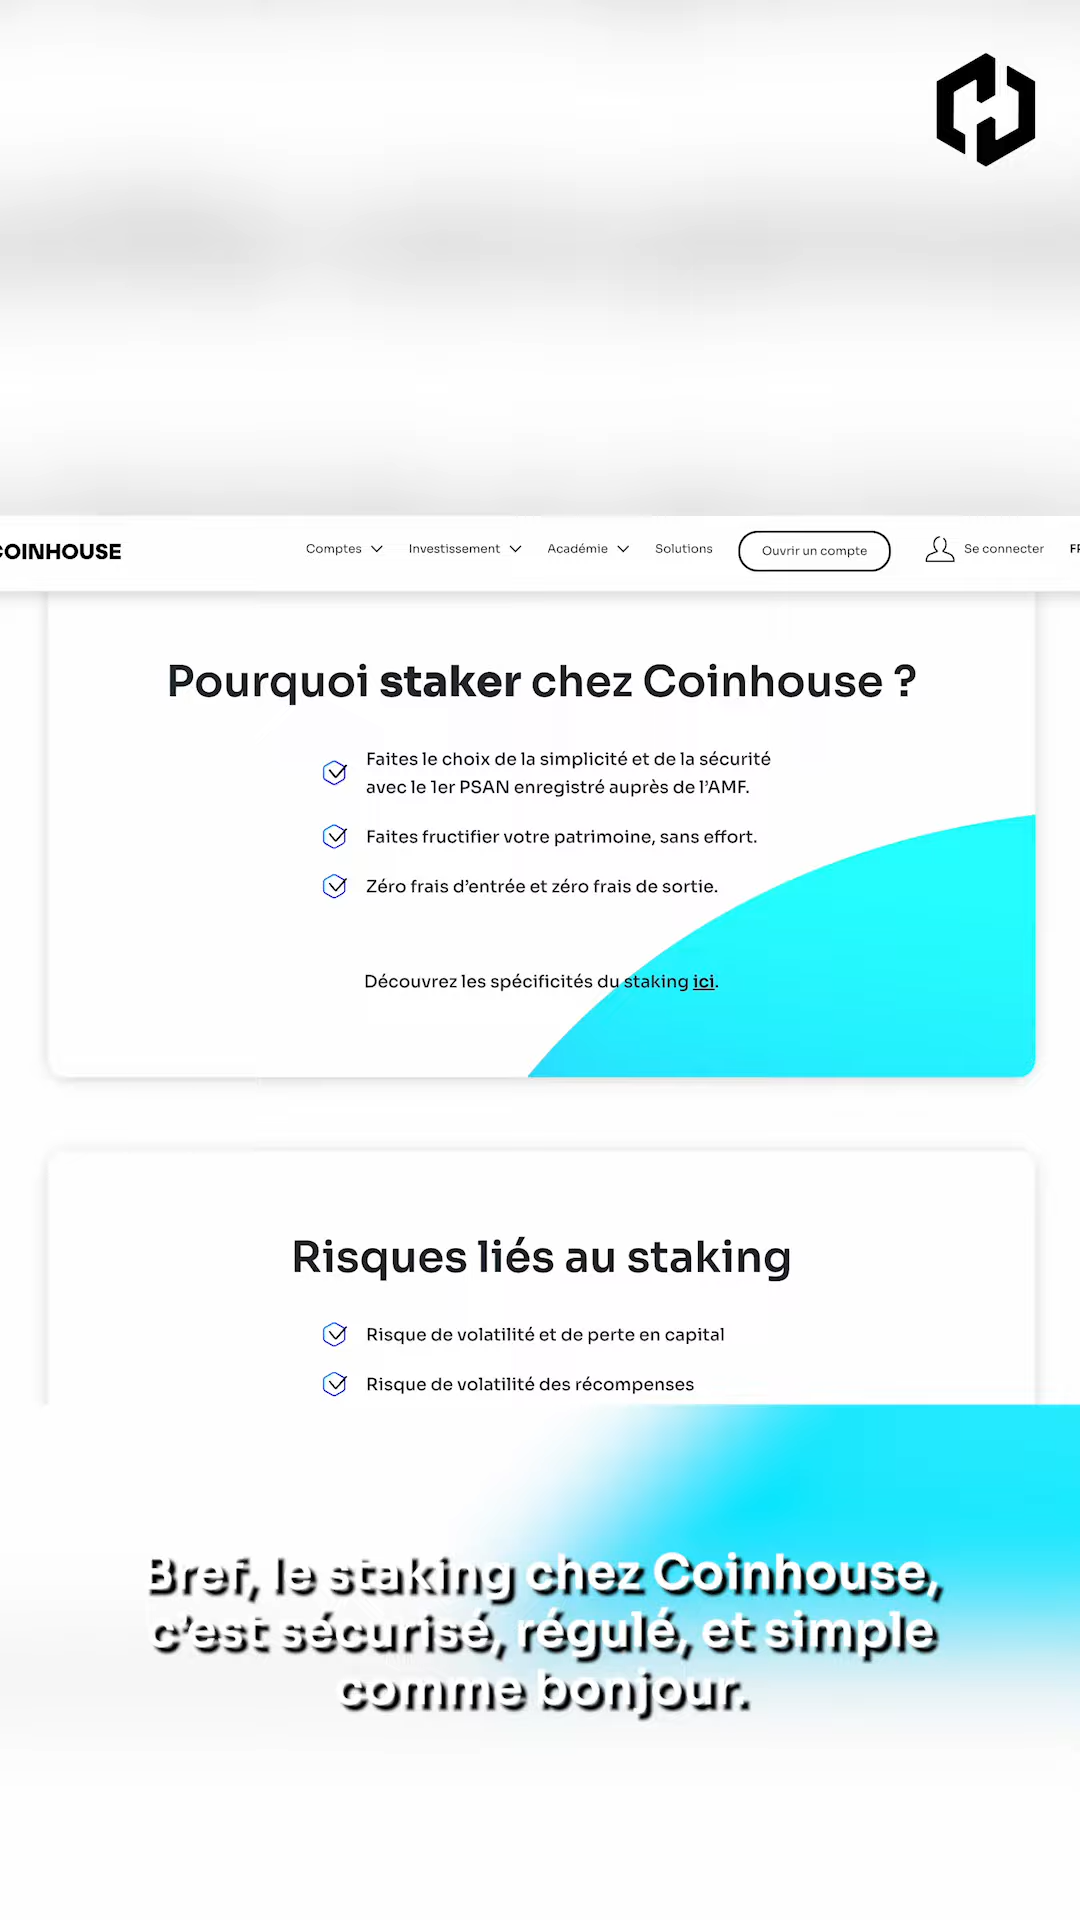 COINHOUSE
Comptes
Investissement
Académie
Solutions
Ouvrir un compte
Se connecter
FR
Pourquoi staker chez Coinhouse ?
Faites le choix de la simplicité et de la sécurité
avec le 1er PSAN enregistré auprès de l’AMF.
Faites fructifier votre patrimoine, sans effort.
Zéro frais d’entrée et zéro frais de sortie.
Découvrez les spécificités du staking ici.
Risques liés au staking
Risque de volatilité et de perte en capital
Risque de volatilité des récompenses
Bref, le staking chez Coinhouse,
c’est sécurisé, régulé, et simple
comme bonjour.